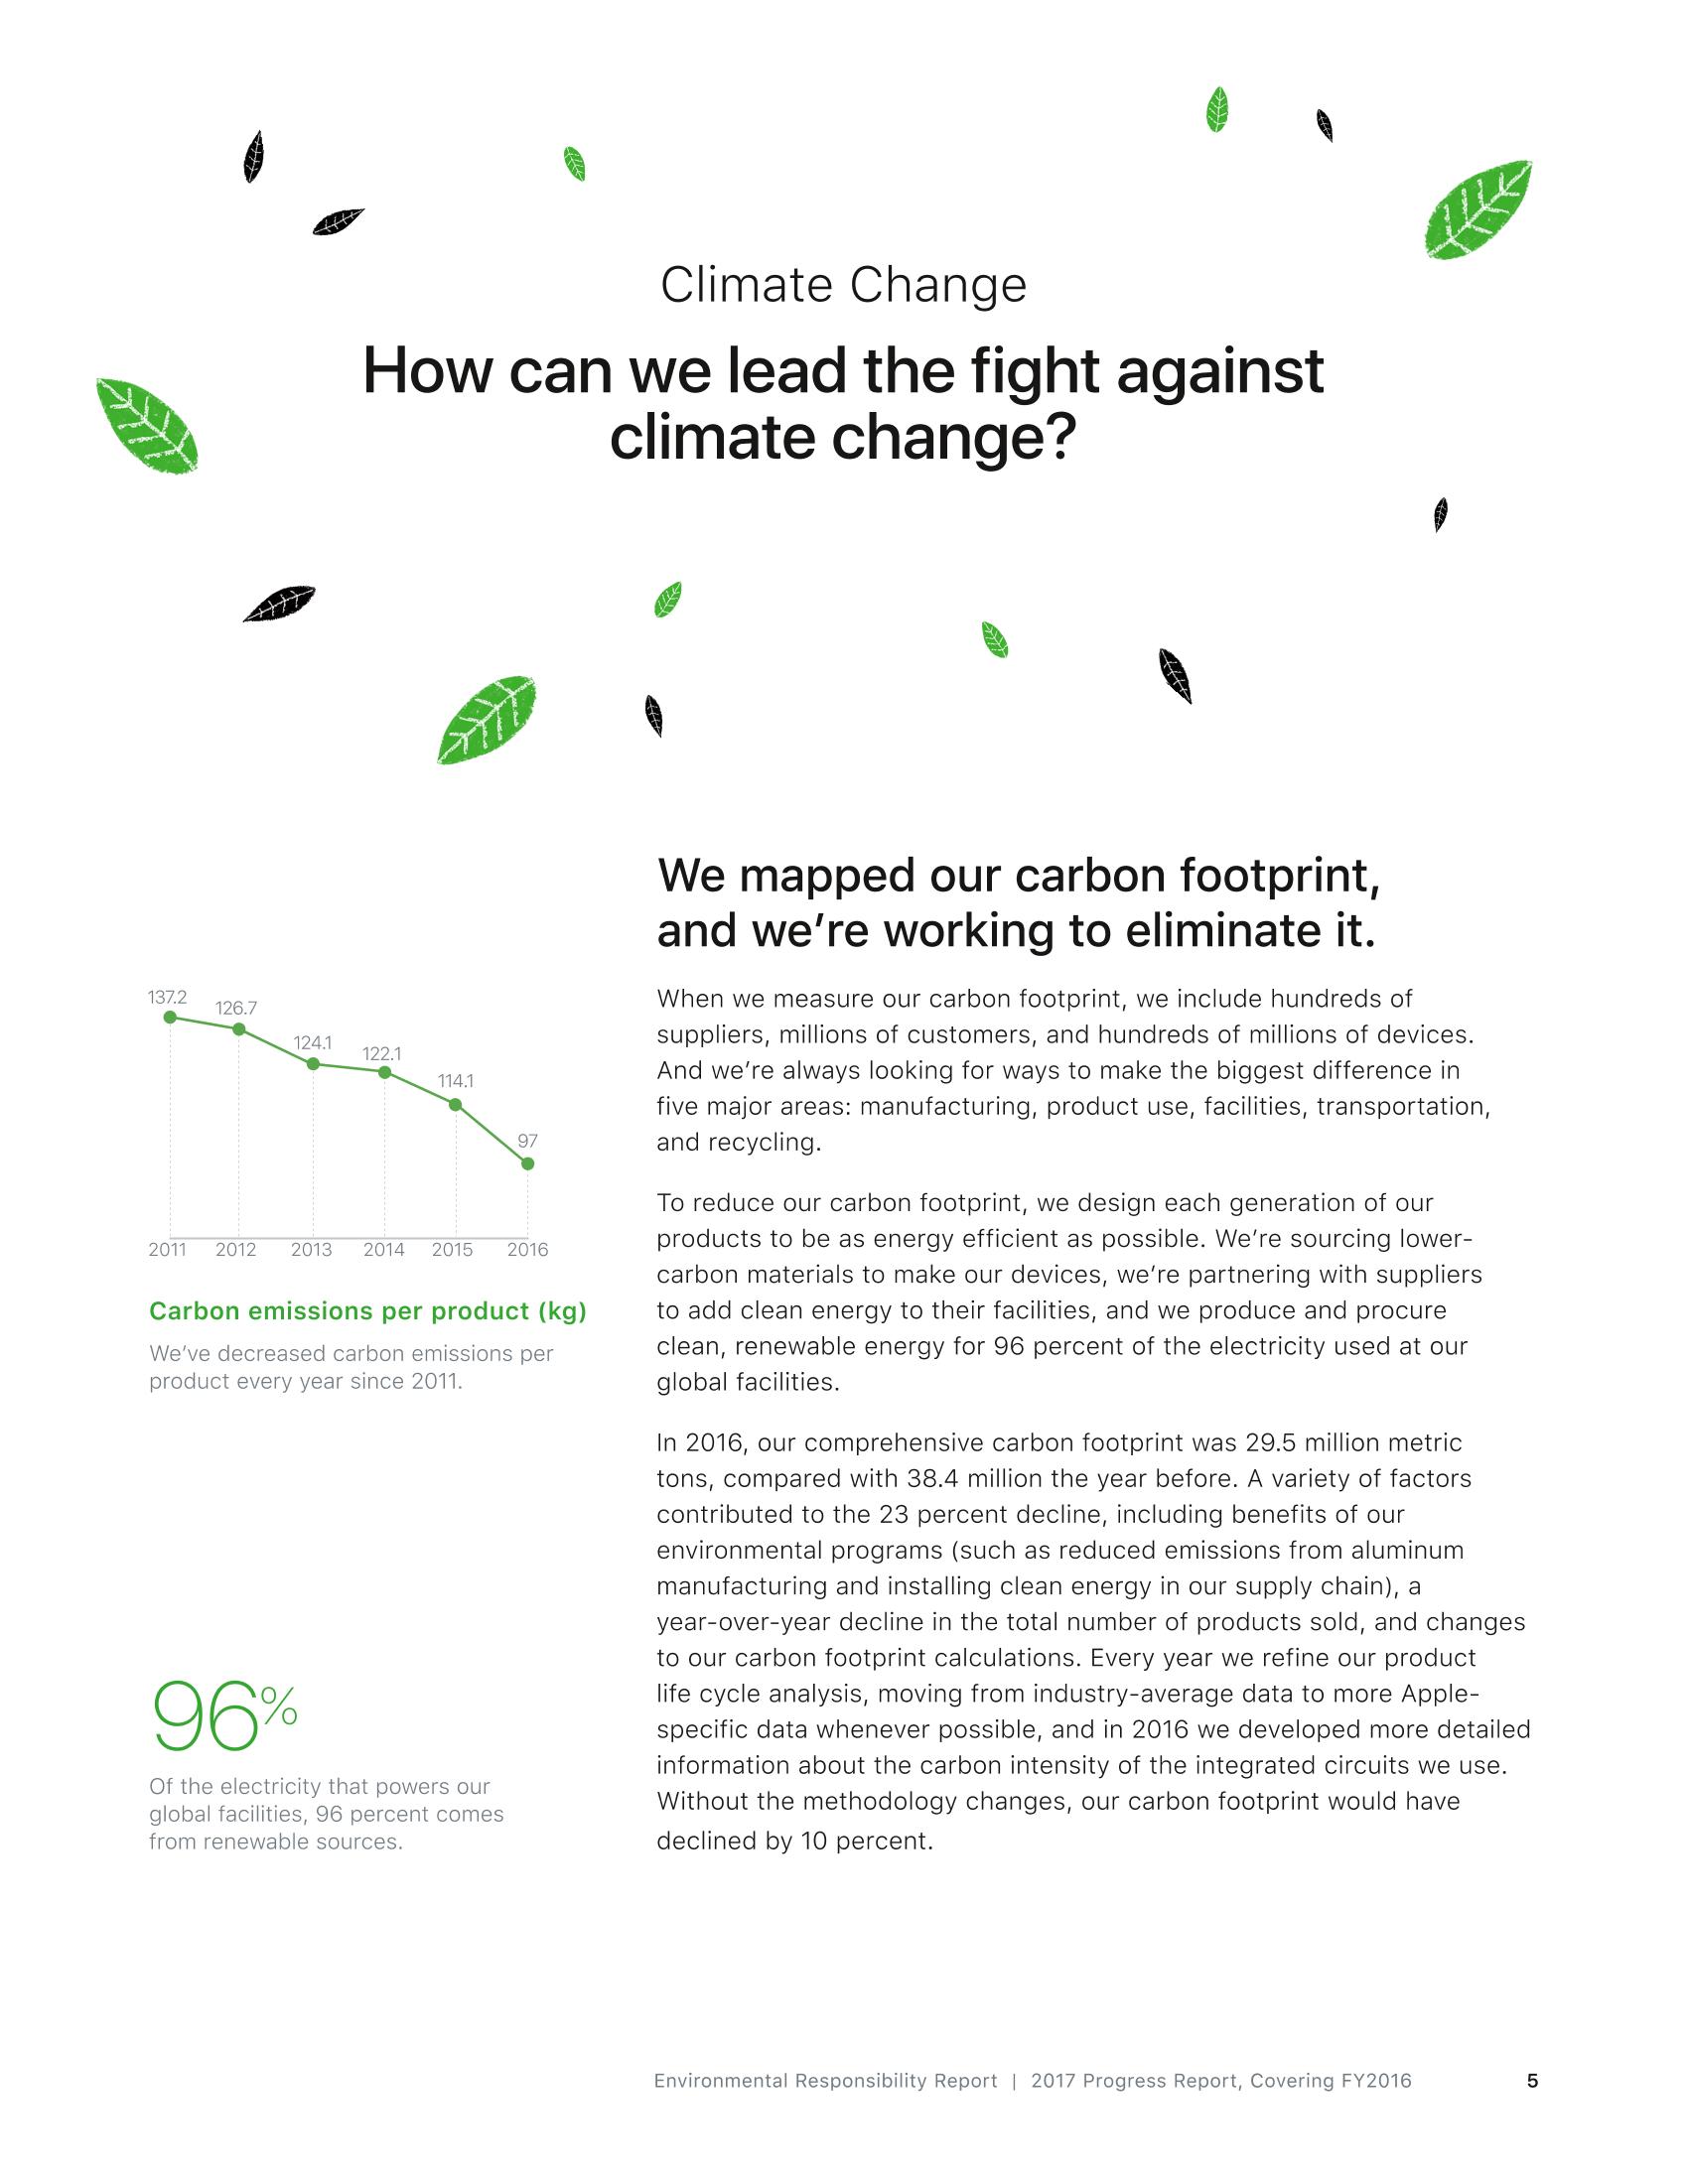 Climate Change
How can we lead the fight against
climate change?
We mapped our carbon footprint,
and we’re working to eliminate it.
137.2
126.7
124.1
122.1
114.1
97
2011 2012 2013 2014 2015 2016
Carbon emissions per product (kg)
We’ve decreased carbon emissions per
product every year since 2011.
96%
Of the electricity that powers our
global facilities, 96 percent comes
from renewable sources.
When we measure our carbon footprint, we include hundreds of
suppliers, millions of customers, and hundreds of millions of devices.
And we’re always looking for ways to make the biggest difference in
five major areas: manufacturing, product use, facilities, transportation,
and recycling.
To reduce our carbon footprint, we design each generation of our
products to be as energy efficient as possible. We’re sourcing lower-
carbon materials to make our devices, we’re partnering with suppliers
to add clean energy to their facilities, and we produce and procure
clean, renewable energy for 96 percent of the electricity used at our
global facilities.
In 2016, our comprehensive carbon footprint was 29.5 million metric
tons, compared with 38.4 million the year before. A variety of factors
contributed to the 23 percent decline, including benefits of our
environmental programs (such as reduced emissions from aluminum
manufacturing and installing clean energy in our supply chain), a
year-over-year decline in the total number of products sold, and changes
to our carbon footprint calculations. Every year we refine our product
life cycle analysis, moving from industry-average data to more Apple-
specific data whenever possible, and in 2016 we developed more detailed
information about the carbon intensity of the integrated circuits we use.
Without the methodology changes, our carbon footprint would have
declined by 10 percent.
Environmental Responsibility Report | 2017 Progress Report, Covering FY2016 5